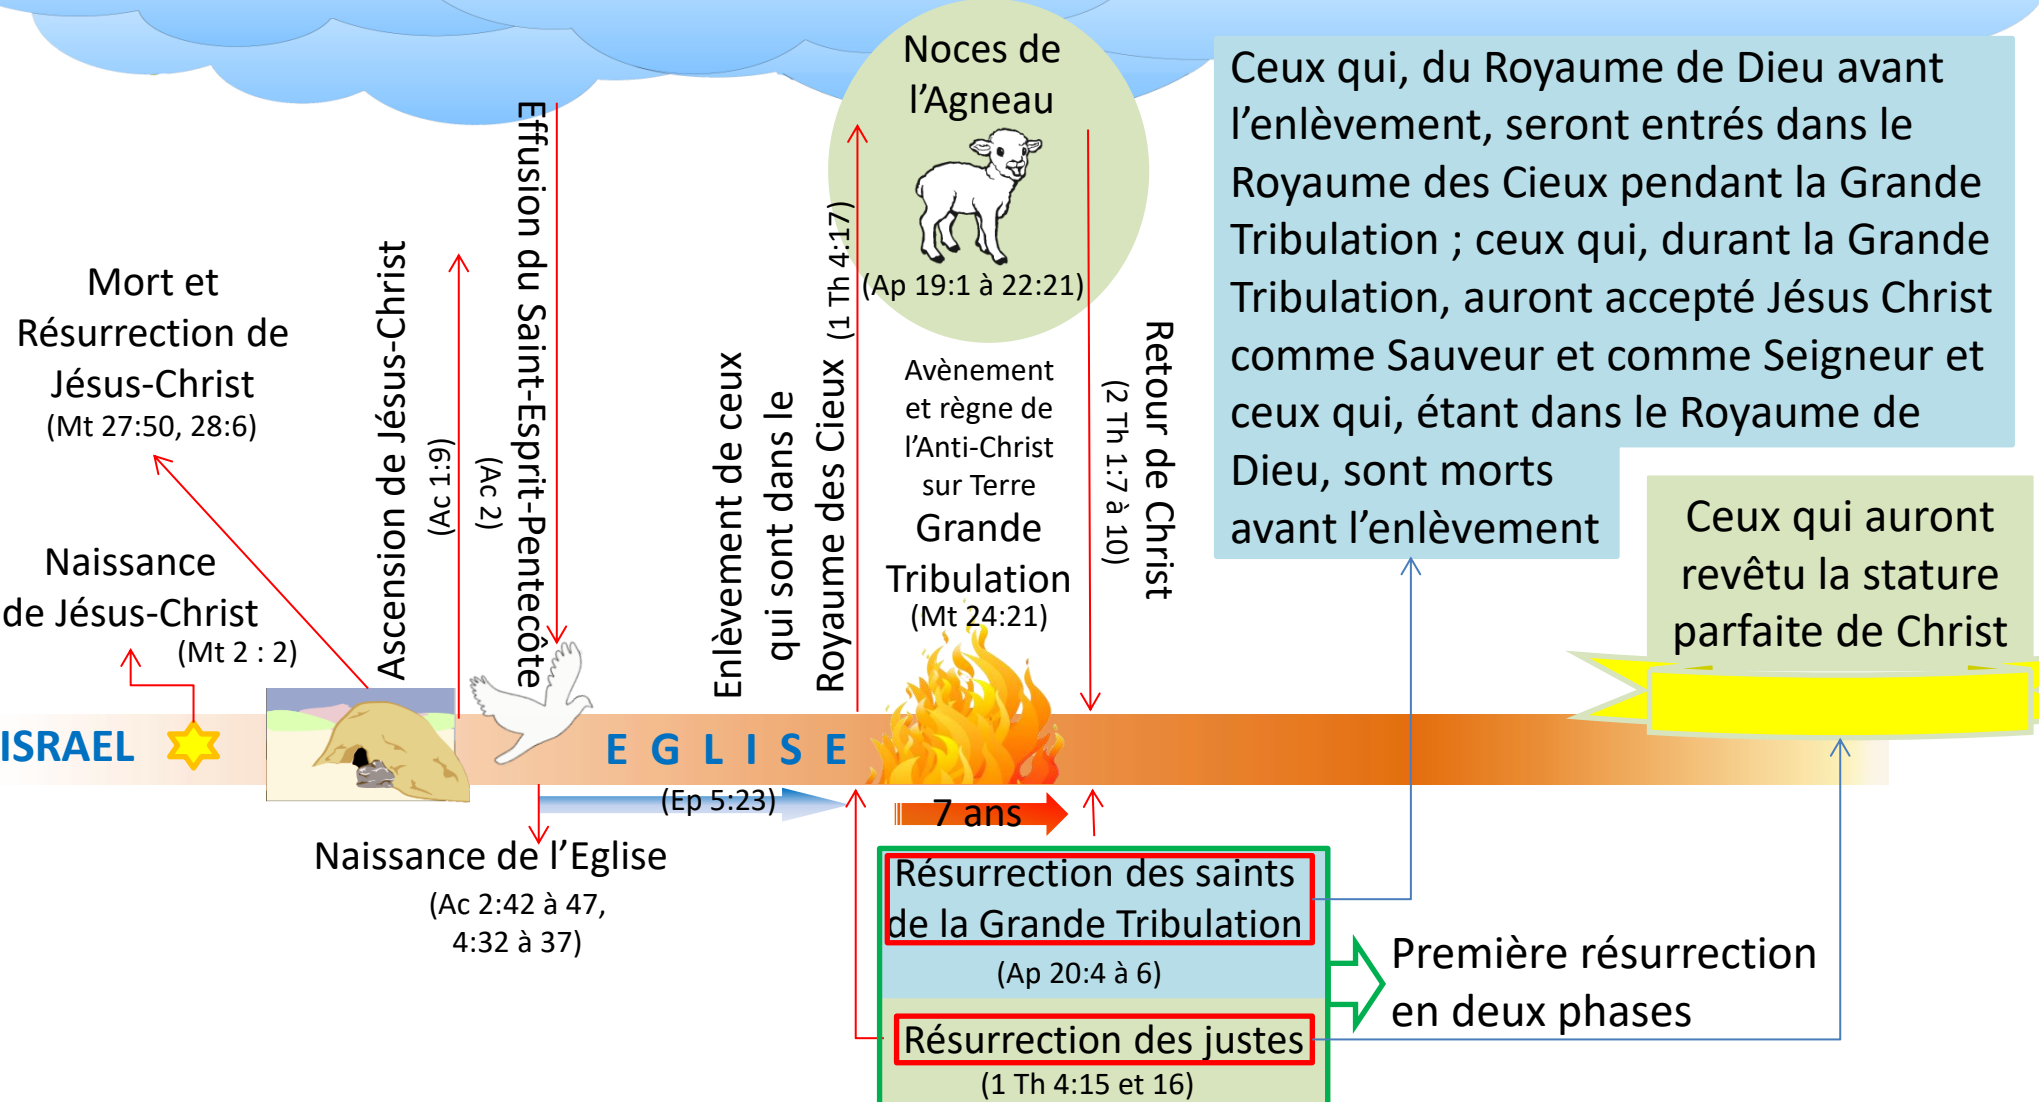 Mort et
Résurrection de
Jésus-Christ
(Mt 27:50, 28:6)
Naissance
de Jésus-Christ
(Mt 2 : 2)
ISRAEL
Ascension de Jésus-Christ
(Ac 1:9)
Effusion du Saint-Esprit-Pentecôte
(Ac 2)
Naissance de l’Eglise
(Ac 2:42 à 47,
4:32 à 37)
E G L I S E
(Ep 5:23)
Enlèvement de ceux
qui sont dans le
Royaume des Cieux (1 Th 4:17)
Noces de
l’Agneau
(Ap 19:1 à 22:21)
Avènement
et règne de
l’Anti-Christ
sur Terre
Grande
Tribulation
(Mt 24:21)
7 ans
Retour de Christ
(2 Th 1:7 à 10)
Ceux qui, du Royaume de Dieu avant
l’enlèvement, seront entrés dans le
Royaume des Cieux pendant la Grande
Tribulation ; ceux qui, durant la Grande
Tribulation, auront accepté Jésus Christ
comme Sauveur et comme Seigneur et
ceux qui, étant dans le Royaume de
Dieu, sont morts
avant l’enlèvement
Ceux qui auront
revêtu la stature
parfaite de Christ
Résurrection des saints
de la Grande Tribulation
(Ap 20:4 à 6)
Résurrection des justes
(1 Th 4:15 et 16)
Première résurrection
en deux phases